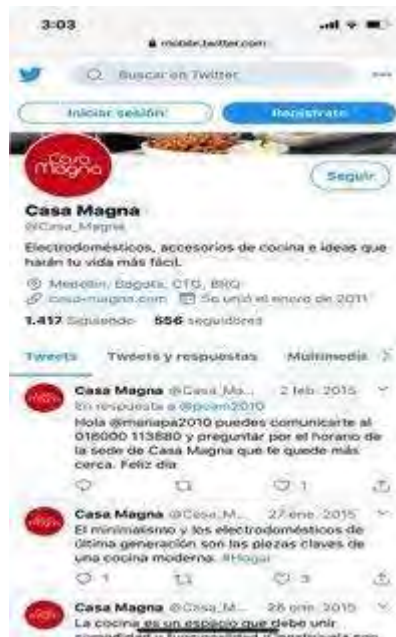 3:03
mobile.twitter.com
Buscar en Twitter
Iniciar sesión
Regístrate
Casa Magna
Seguir
Casa Magna
@Casa_Magna
Electrodomésticos, accesorios de cocina e ideas que
harán tu vida más fácil.
Medellín, Bogotá, CTG, BRQ
casa-magna.com Se unió el enero de 2011
1.417 Siguiendo 556 seguidores
Tweets Tweets y respuestas Multimedia
Casa Magna @Casa_Ma... 2 feb. 2015
En respuesta a
Hola @mariapa2010 puedes comunicarte al
018000 113880 y preguntar por el horario de
la sede de Casa Magna que te quede más
cerca. Feliz día
1
Casa Magna @Casa_M... 27 ene. 2015
El minimalismo y los electrodomésticos de
última generación son las piezas claves de
una cocina moderna. #Hogar
1 3
Casa Magna @Casa_M... ene. 2015
La cocina es un espacio que debe unir